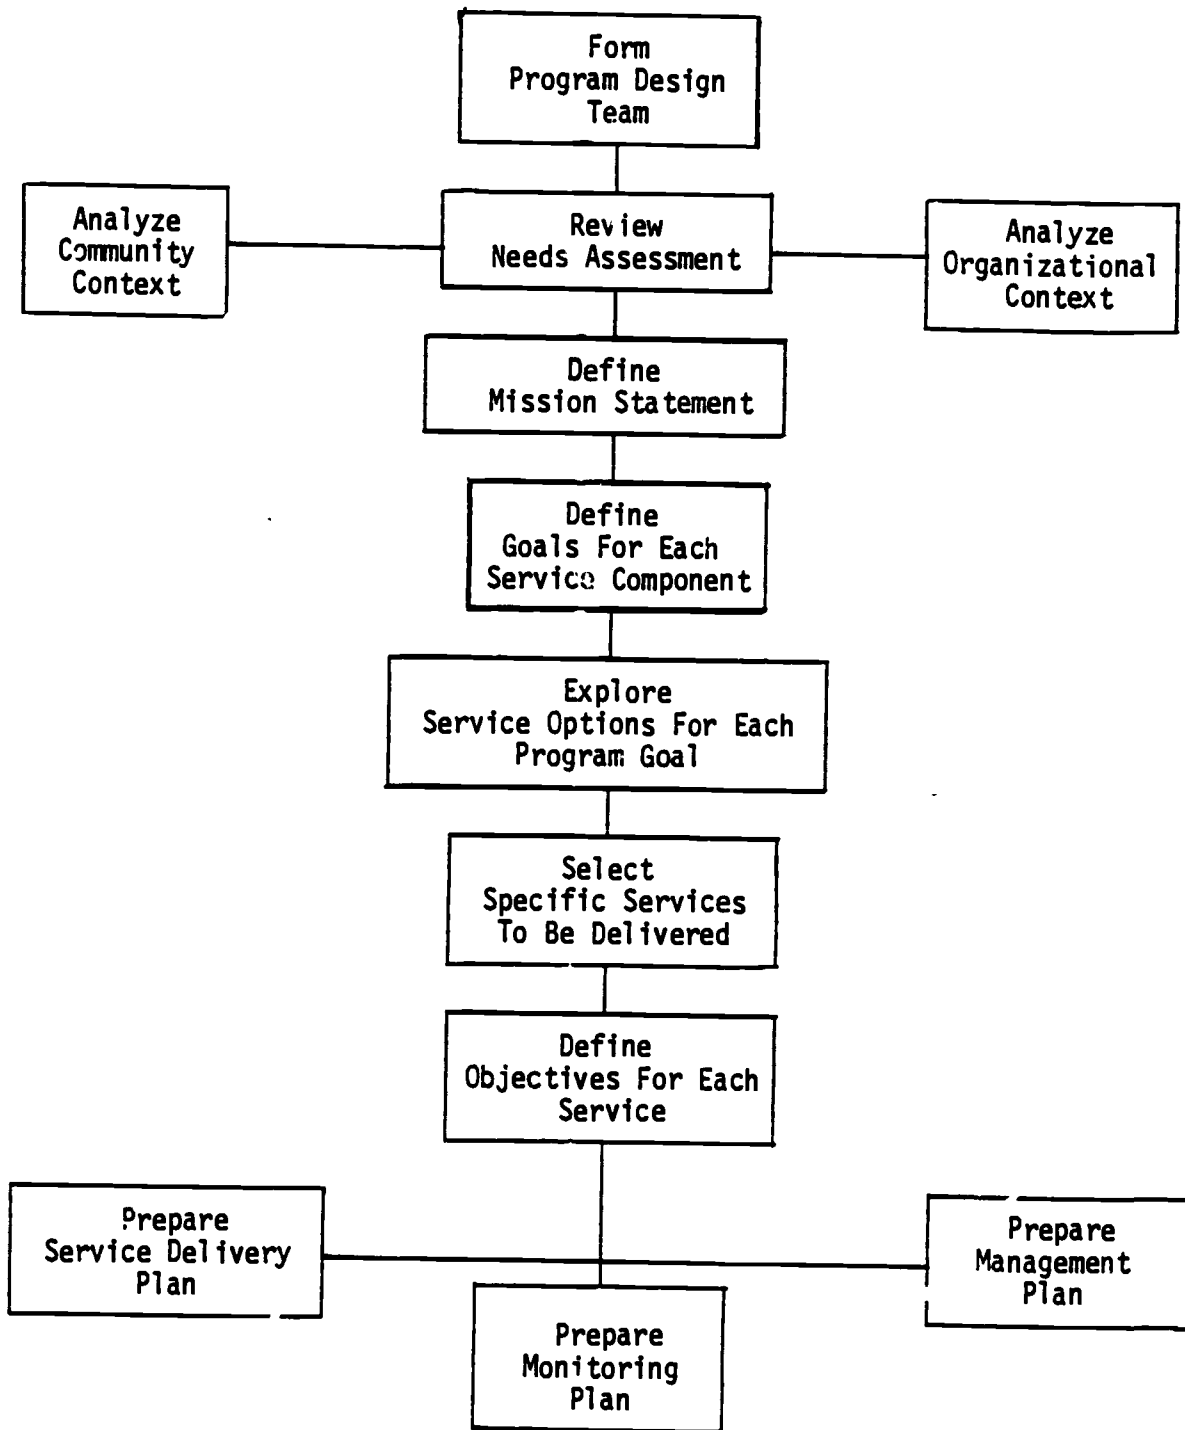 Form
Program Design
Team
Analyze
Community
Context
Review
Needs Assessment
Analyze
Organizational
Context
Define
Mission Statement
Define
Goals For Each
Service Component
Explore
Service Options For Each
Program Goal
Select
Specific Services
To Be Delivered
Define
Objectives For Each
Service
Prepare
Service Delivery
Plan
Prepare
Management
Plan
Prepare
Monitoring
Plan